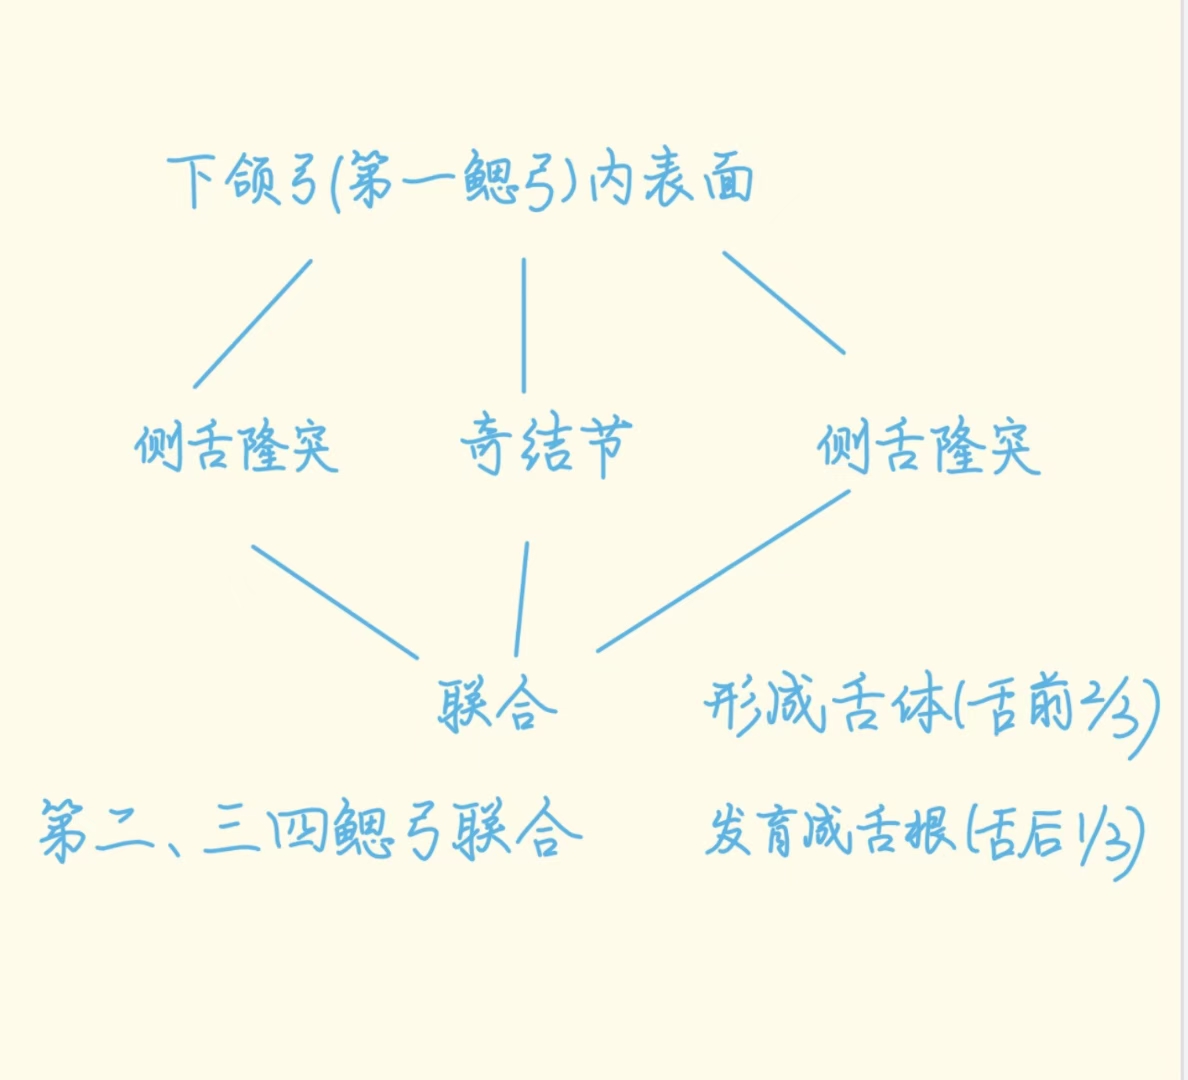 下颌弓(第一鳃弓)内表面
侧舌隆突 奇结节 侧舌隆突
联合 形成舌体(舌前2/3)
第二、三四鳃弓联合 发育成舌根(舌后1/3)